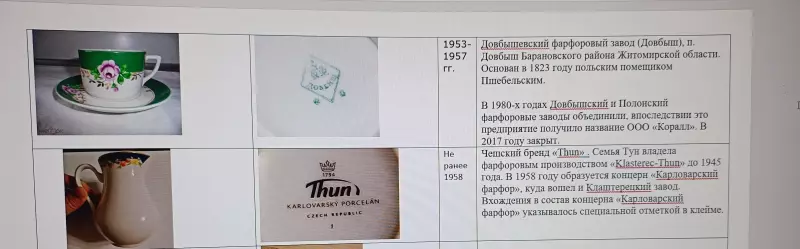 1953-
1957
гг.
Довбышевский фарфоровый завод (Довбыш), п.
Довбыш Барановского района Житомирской области.
Основан в 1823 году польским помещиком
Пшебельским.
В 1980-х годах Довбышский и Полонский
фарфоровые заводы объединили, впоследствии это
предприятие получило название ООО «Коралл». В
2017 году закрыт.
1794
Thun
KARLOVARSKÝ PORCELÁN
CZECH REPUBLIC
1
Не
ранее
1958
Чешский бренд «Thun» . Семья Тун владела
фарфоровым производством «Klasterec-Thun» до 1945
года. В 1958 году образуется концерн «Карловарский
фарфор», куда вошел и Клаштерецкий завод.
Вхождения в состав концерна «Карловарский
фарфор» указывалось специальной отметкой в клейме.